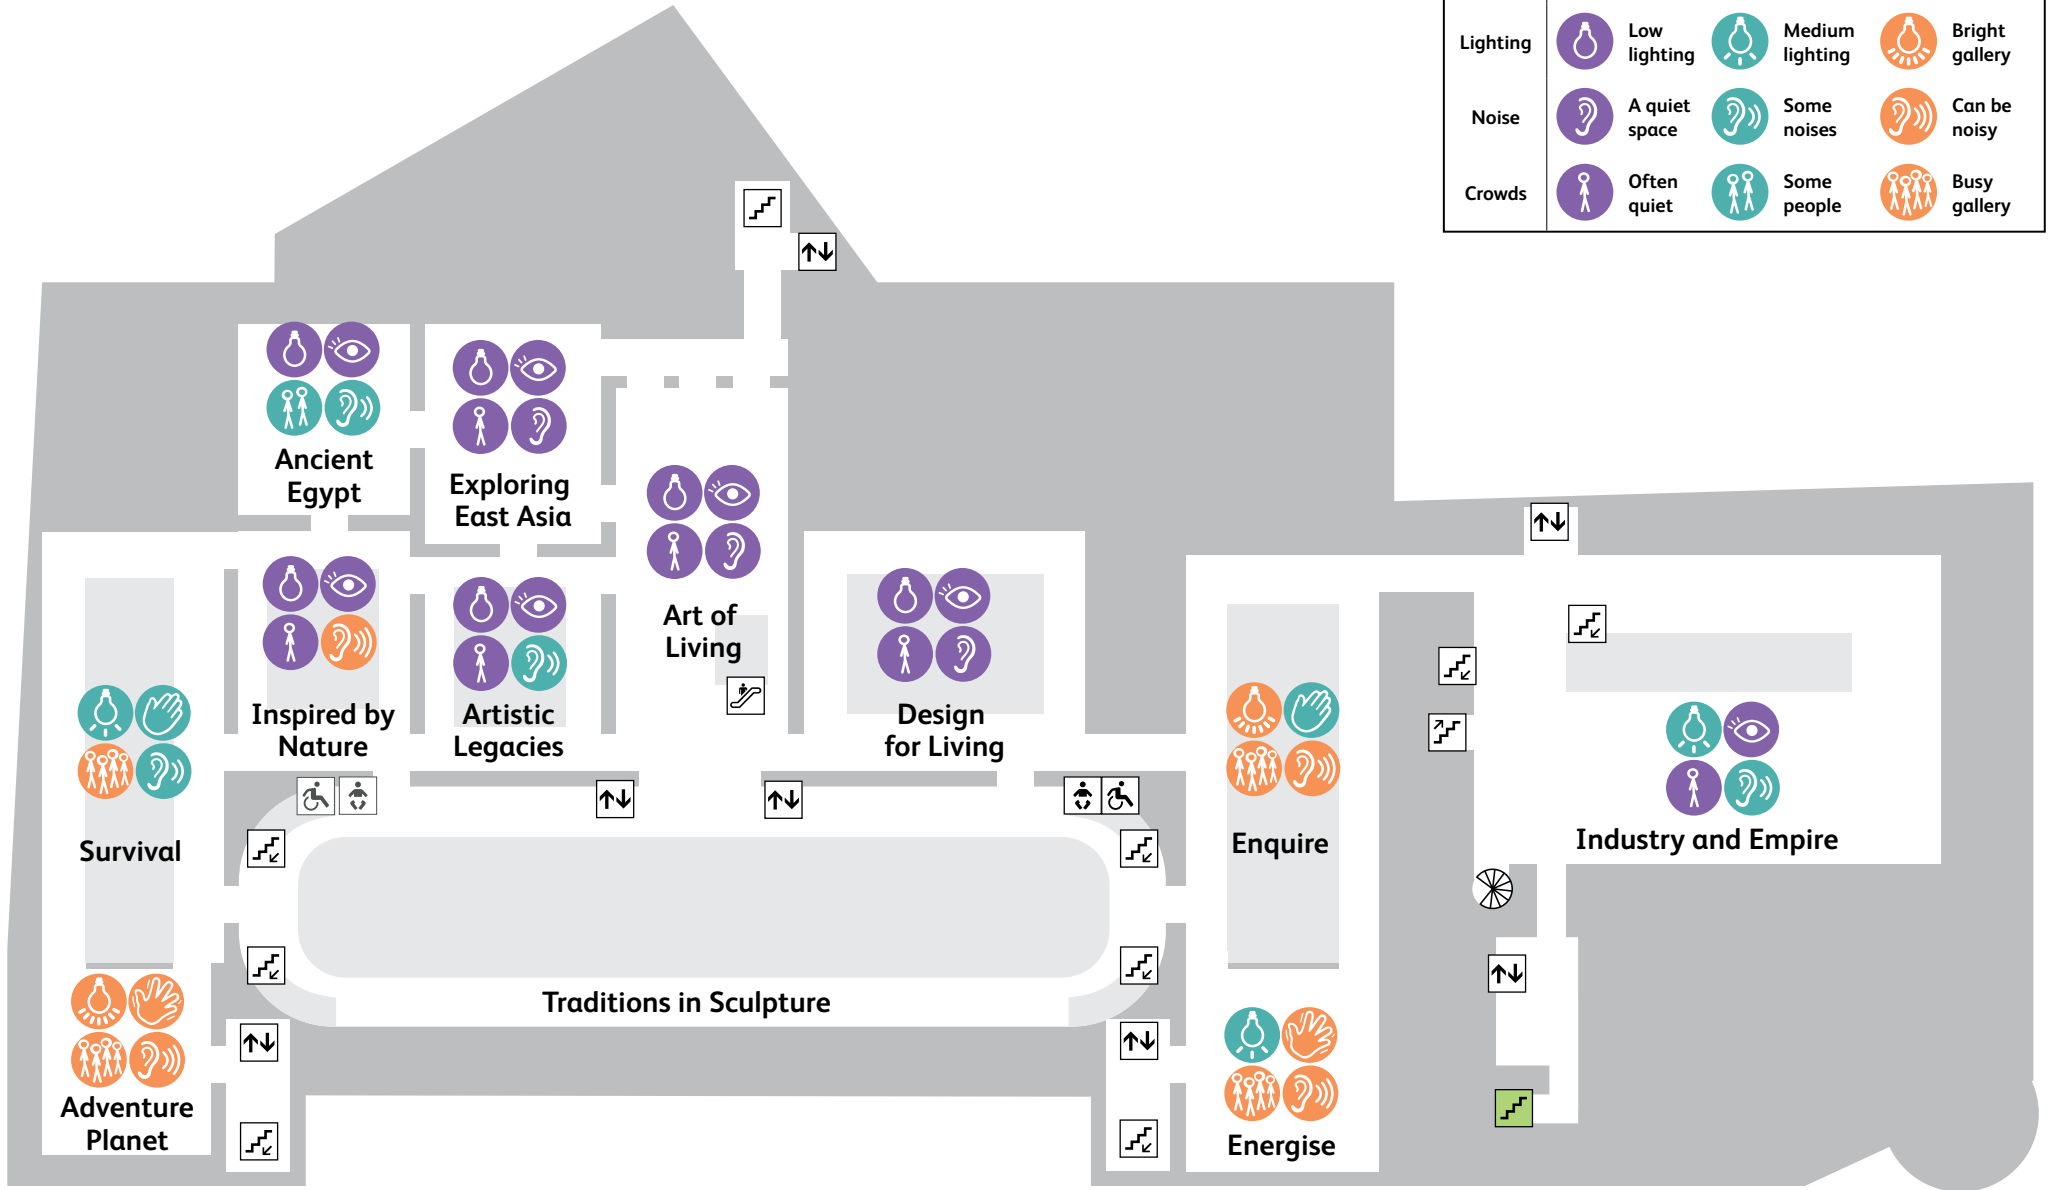 Lighting
Low
lighting
Medium
lighting
Bright
gallery
Noise
A quiet
space
Some
noises
Can be
noisy
Crowds
Often
quiet
Some
people
Busy
gallery
Ancient
Egypt
Exploring
East Asia
Art of
Living
Inspired by
Nature
Artistic
Legacies
Design
for Living
Survival
Enquire
Industry and Empire
Traditions in Sculpture
Adventure
Planet
Energise